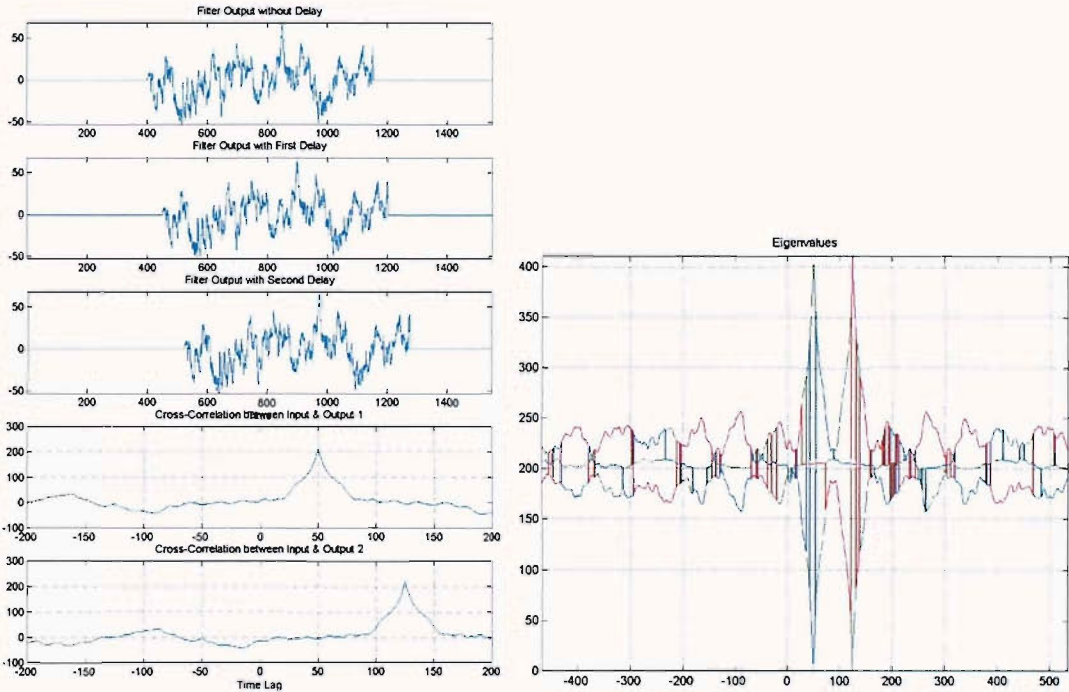 Filter Output without Delay
50
0
-50
200 400 600 800 1000 1200 1400
Filter Output with First Delay
50
0
-50
200 400 600 800 1000 1200 1400
Filter Output with Second Delay
50
0
-50
200 400 600 800 1000 1200 1400
Cross-Correlation between Input & Output 1
300
200
100
0
-100
-200 -150 -100 -50 0 50 100 150 200
Cross-Correlation between Input & Output 2
300
200
100
0
-100
-200 -150 -100 -50 0 50 100 150 200
Time Lag
Eigenvalues
400
350
300
250
200
150
100
50
0
-400 -300 -200 -100 0 100 200 300 400 500